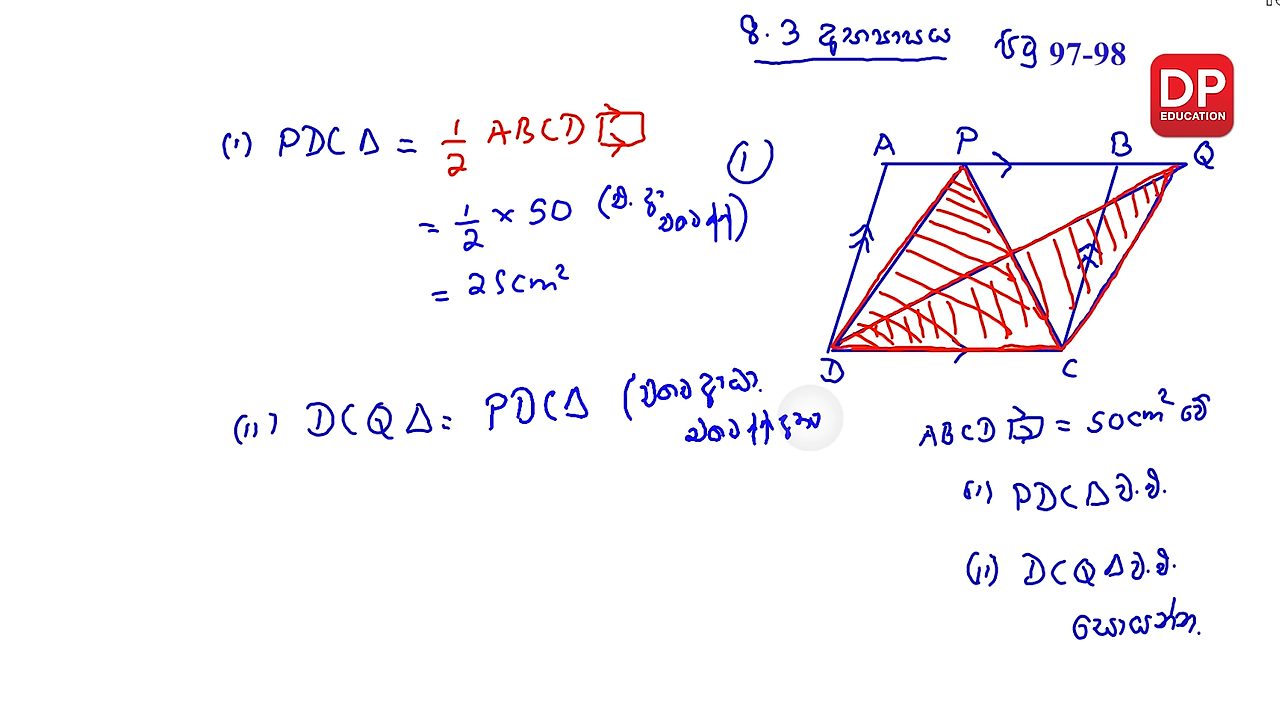 8.3 අභ්‍යාසය පිටු 97-98
DP
EDUCATION
(i) PDC Δ = 1/2 ABCD
= 1/2 × 50
= 25cm²
(ii) DCQ Δ = PDC Δ
①
A P B Q
D C
ABCD = 50cm² වේ
(i) PDC Δ ව.ඵ.
(ii) DCQ Δ ව.ඵ.
සොයන්න.